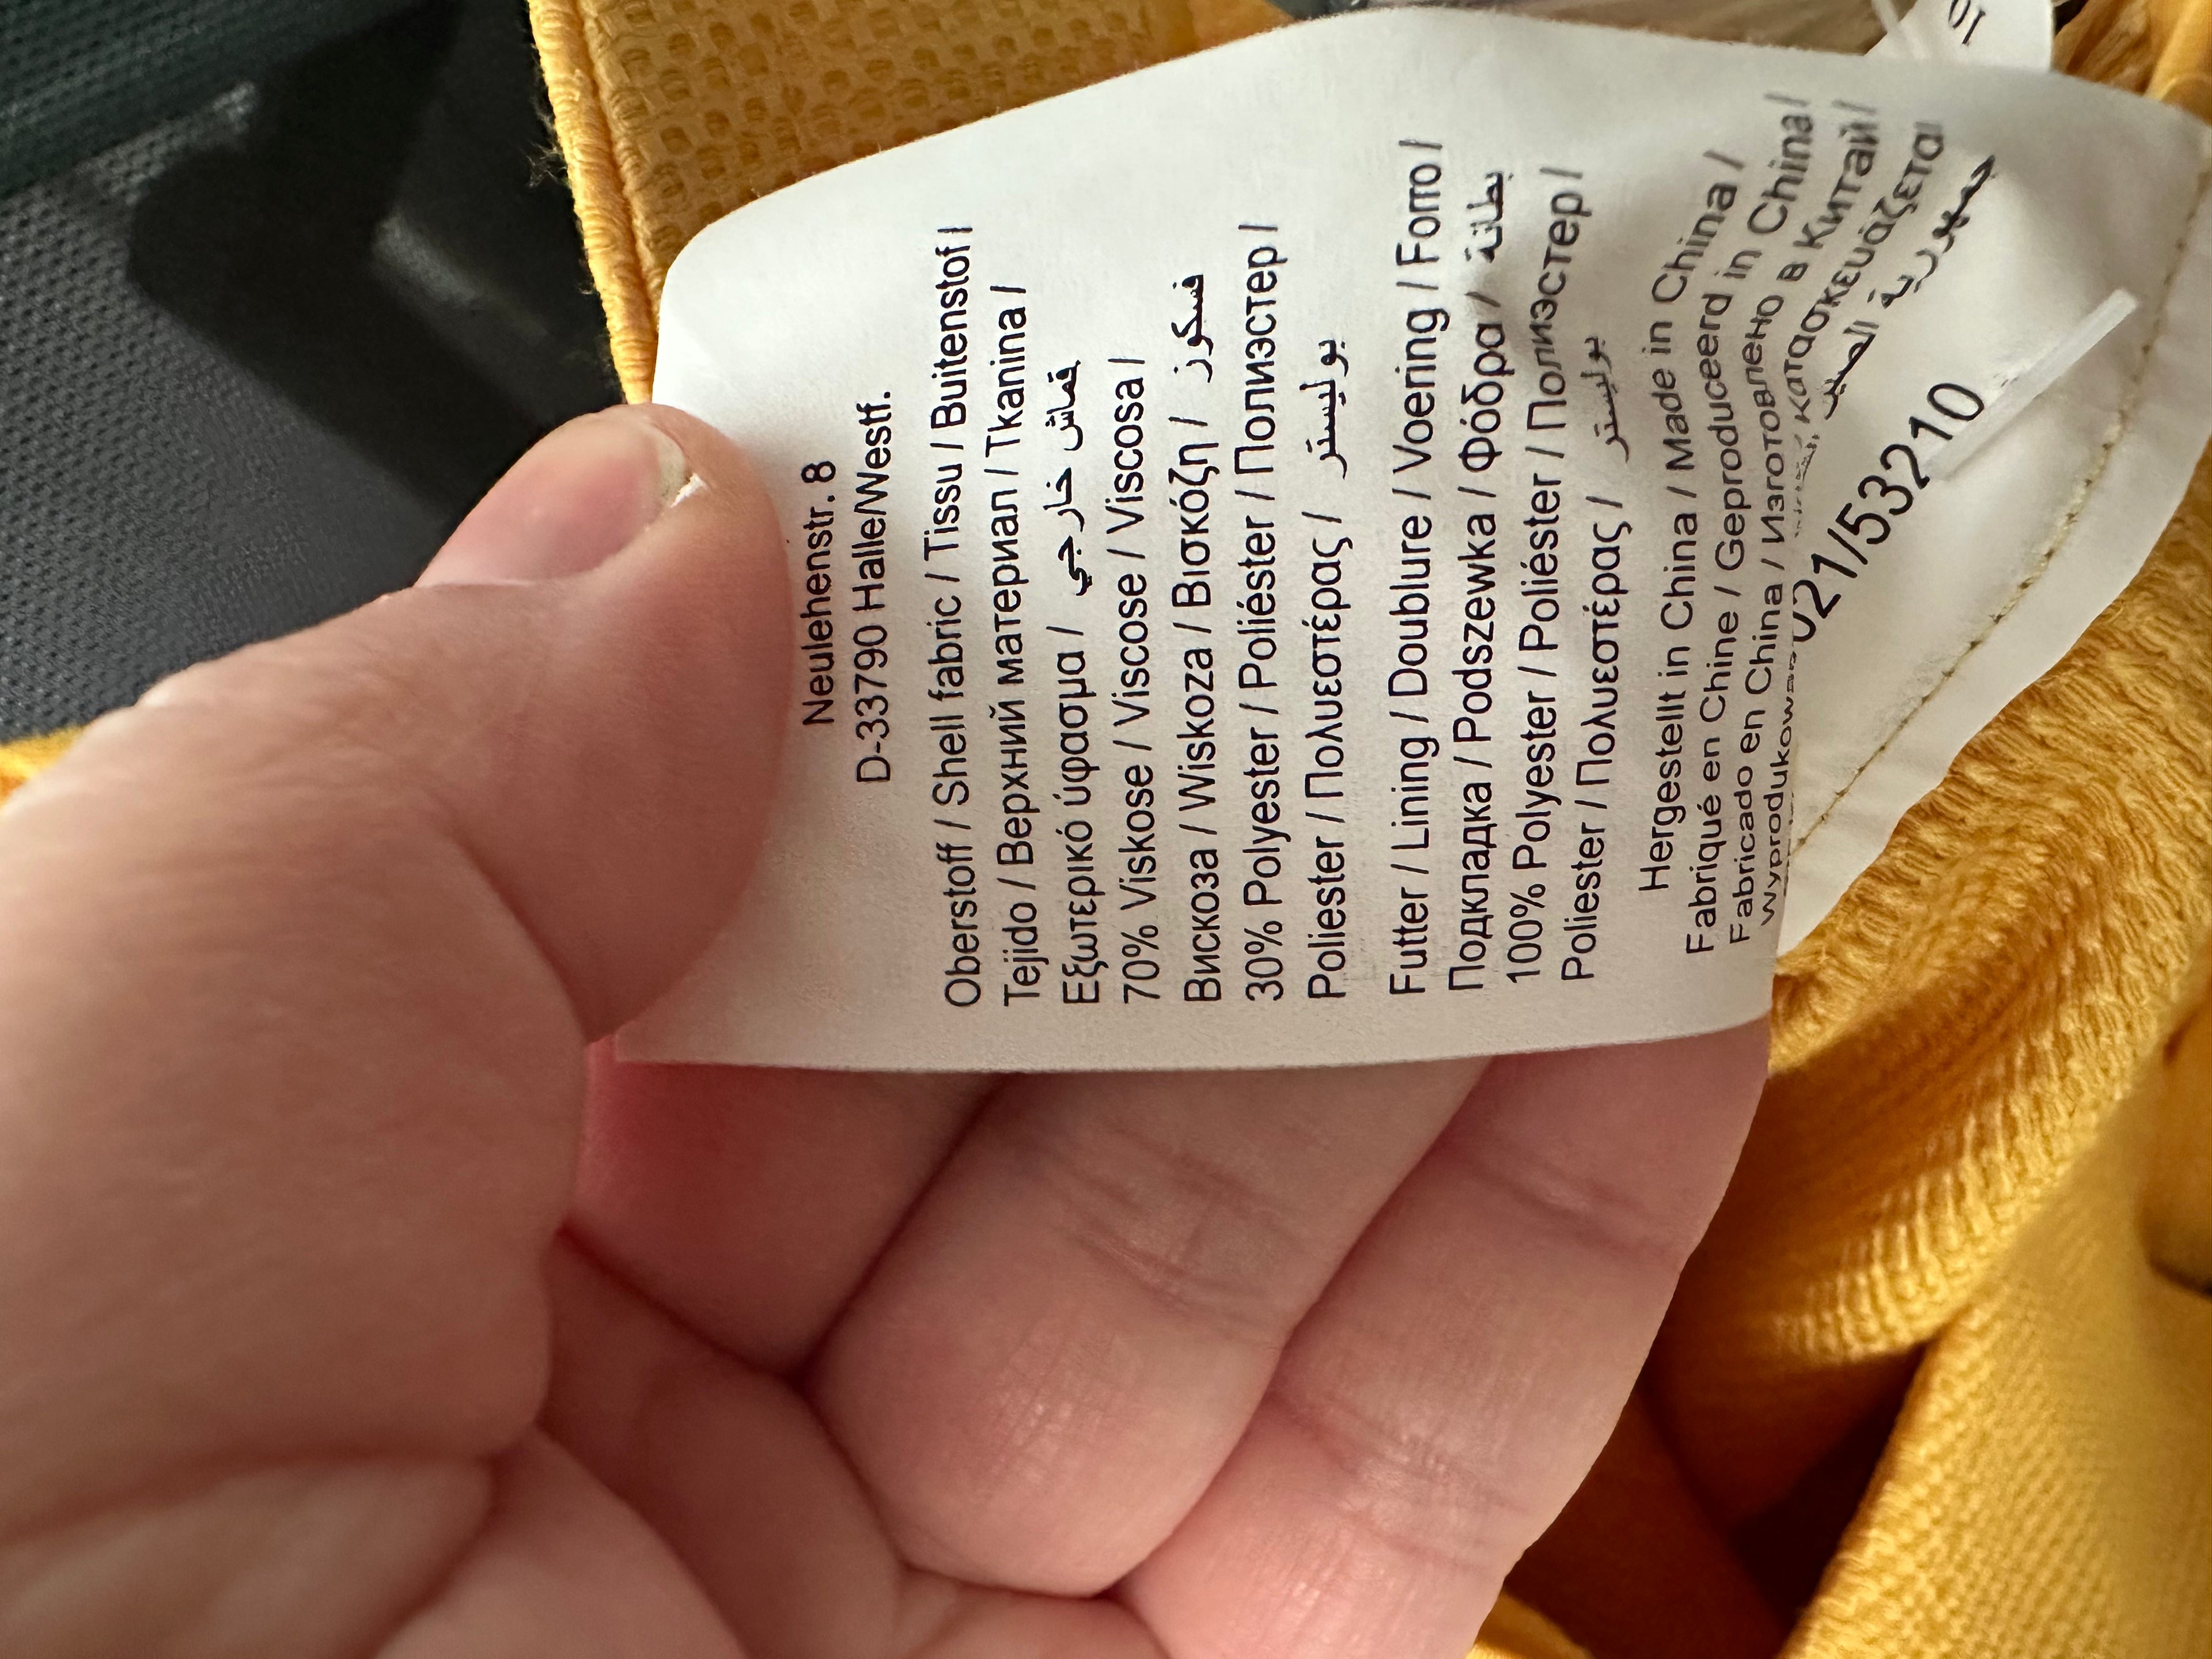 Neulehenstr. 8
D-33790 Halle/Westf.
Oberstoff / Shell fabric / Tissu / Buitenstof /
Tejido / Верхний материал / Tkanina /
Εξωτερικό ύφασμα / قماش خارجي
70% Viskose / Viscose / Viscosa /
Вискоза / Wiskoza / Βισκόζη / فسكوز
30% Polyester / Poliéster / Полиэстер /
Poliester / Πολυεστέρας / بوليستر
Futter / Lining / Doublure / Voering / Forro /
Подкладка / Podszewka / Φόδρα / بطانة
100% Polyester / Poliéster / Полиэстер /
Poliester / Πολυεστέρας / بوليستر
Hergestellt in China / Made in China /
Fabriqué en Chine / Geproduceerd in China /
Fabricado en China / Изготовлено в Китай /
κατασκευάζεται
021/53210
10